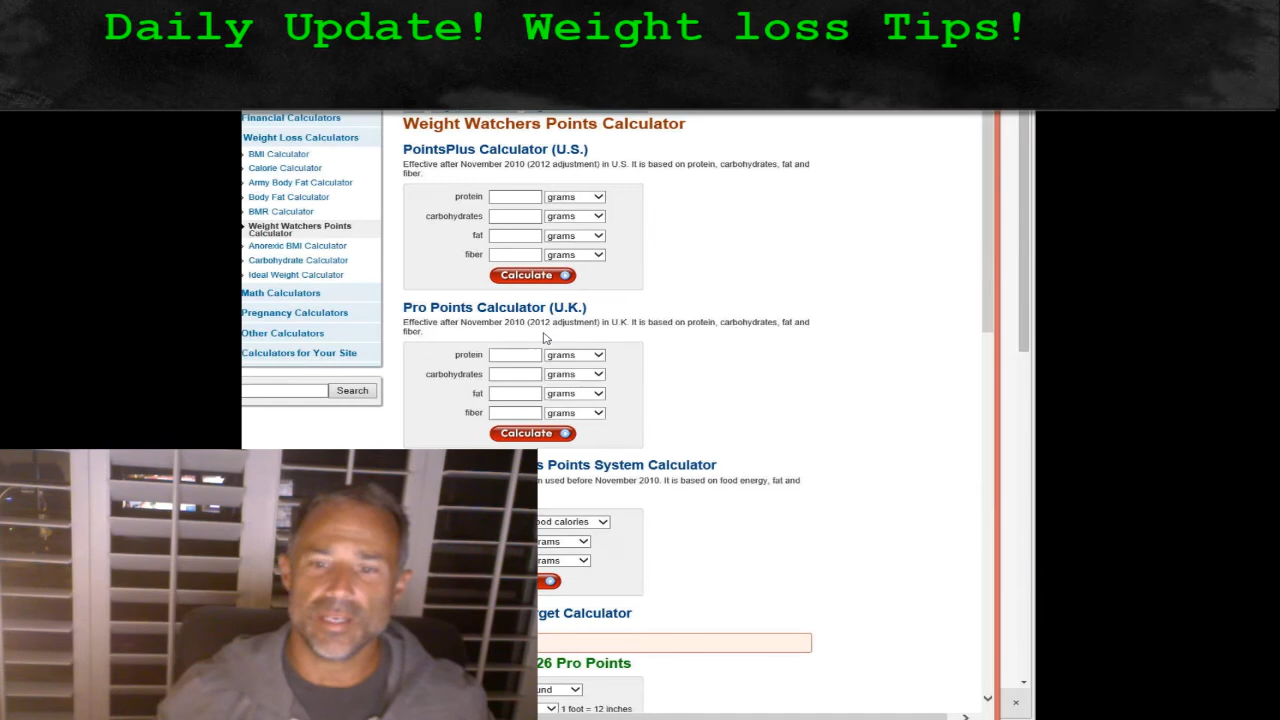 Daily Update! Weight loss Tips!
Financial Calculators
Weight Loss Calculators
BMI Calculator
Calorie Calculator
Army Body Fat Calculator
Body Fat Calculator
BMR Calculator
Weight Watchers Points
Calculator
Anorexic BMI Calculator
Carbohydrate Calculator
Ideal Weight Calculator
Math Calculators
Pregnancy Calculators
Other Calculators
Calculators for Your Site
Search
Weight Watchers Points Calculator
PointsPlus Calculator (U.S.)
Effective after November 2010 (2012 adjustment) in U.S. It is based on protein, carbohydrates, fat and
fiber.
protein grams
carbohydrates grams
fat grams
fiber grams
Calculate
Pro Points Calculator (U.K.)
Effective after November 2010 (2012 adjustment) in U.K. It is based on protein, carbohydrates, fat and
fiber.
protein grams
carbohydrates grams
fat grams
fiber grams
Calculate
s Points System Calculator
n used before November 2010. It is based on food energy, fat and
ood calories
rams
rams
rget Calculator
26 Pro Points
und
1 foot = 12 inches